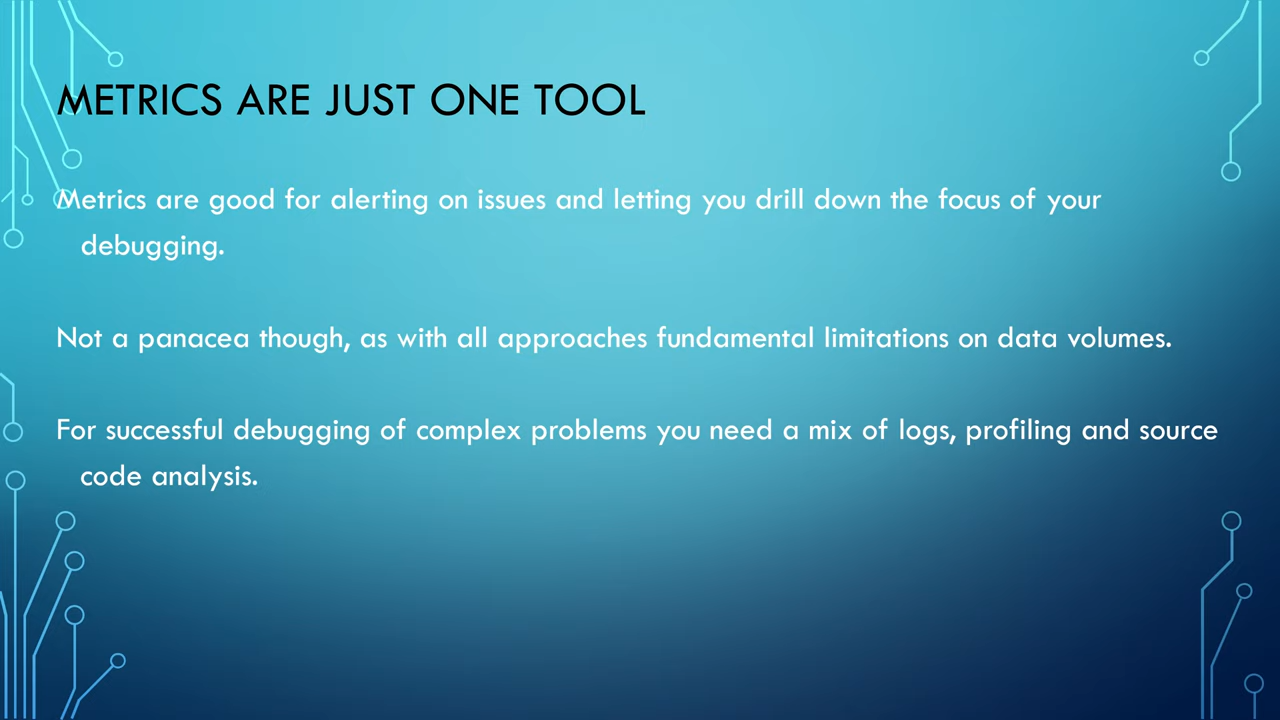 METRICS ARE JUST ONE TOOL
Metrics are good for alerting on issues and letting you drill down the focus of your
debugging.
Not a panacea though, as with all approaches fundamental limitations on data volumes.
For successful debugging of complex problems you need a mix of logs, profiling and source
code analysis.